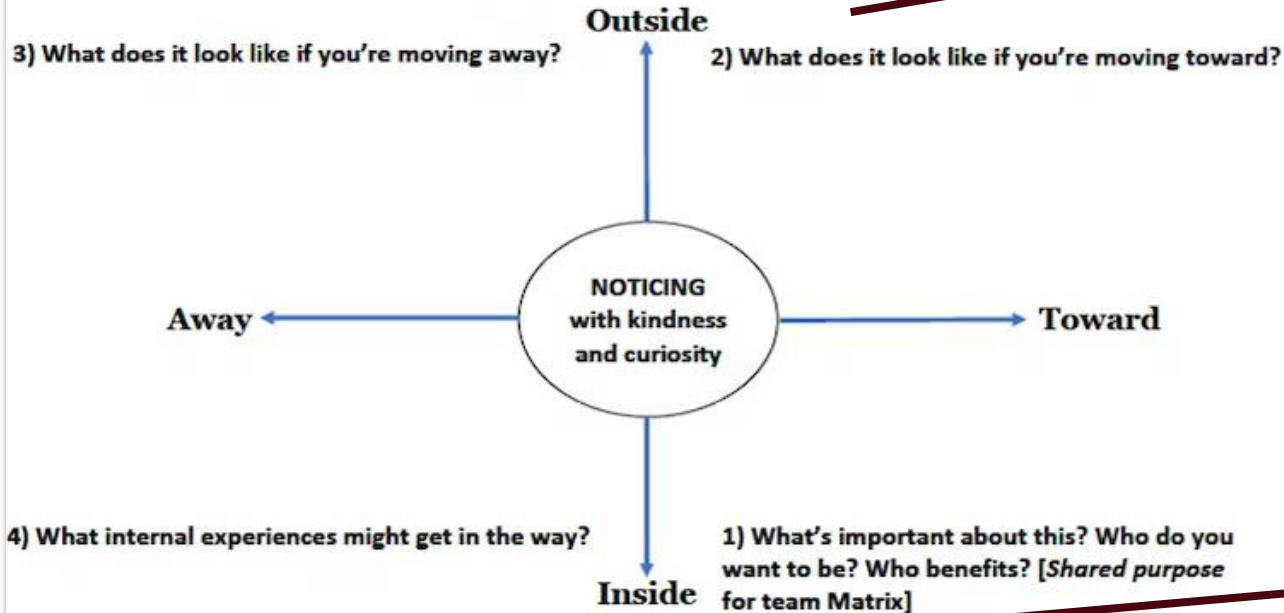 Outside
3) What does it look like if you're moving away?
2) What does it look like if you're moving toward?
NOTICING
with kindness
and curiosity
Away
Toward
4) What internal experiences might get in the way?
1) What's important about this? Who do you
want to be? Who benefits? [Shared purpose
for team Matrix]
Inside